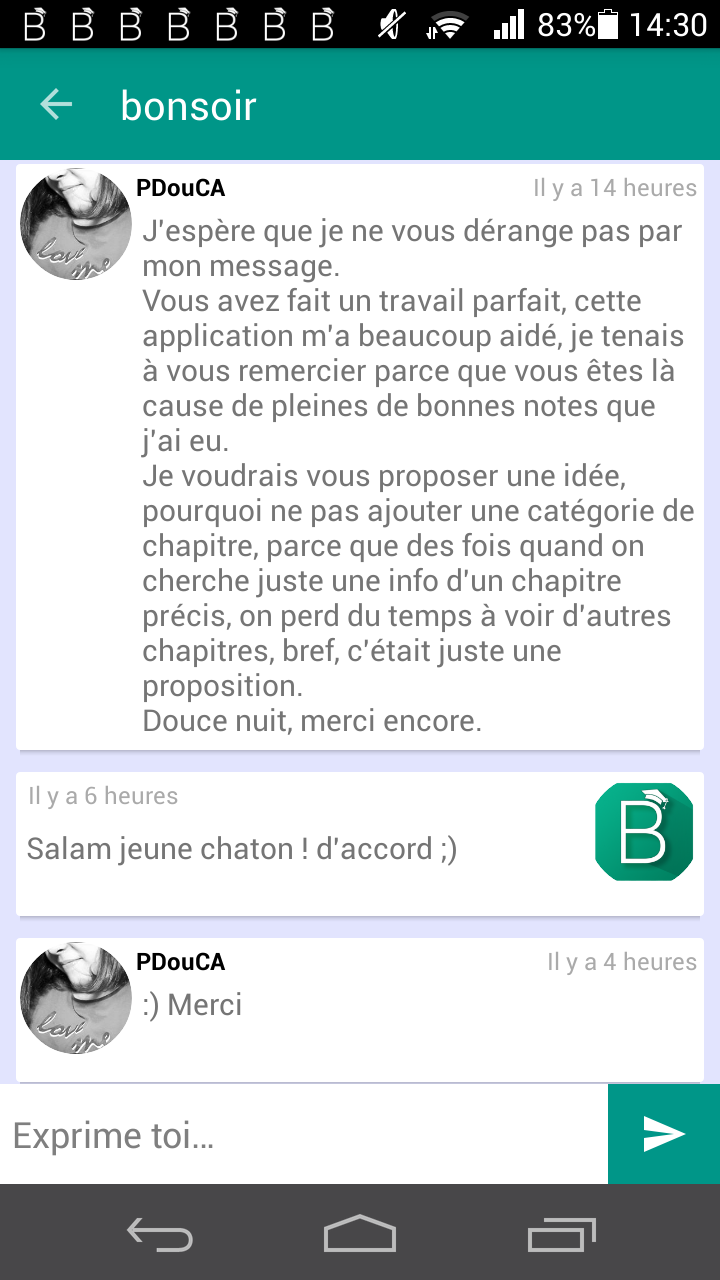 83% 14:30
bonsoir
PDouCA Il y a 14 heures
J'espère que je ne vous dérange pas par
mon message.
Vous avez fait un travail parfait, cette
application m'a beaucoup aidé, je tenais
à vous remercier parce que vous êtes là
cause de pleines de bonnes notes que
j'ai eu.
Je voudrais vous proposer une idée,
pourquoi ne pas ajouter une catégorie de
chapitre, parce que des fois quand on
cherche juste une info d'un chapitre
précis, on perd du temps à voir d'autres
chapitres, bref, c'était juste une
proposition.
Douce nuit, merci encore.
Il y a 6 heures
Salam jeune chaton ! d'accord ;)
B
PDouCA Il y a 4 heures
:) Merci
Exprime toi...